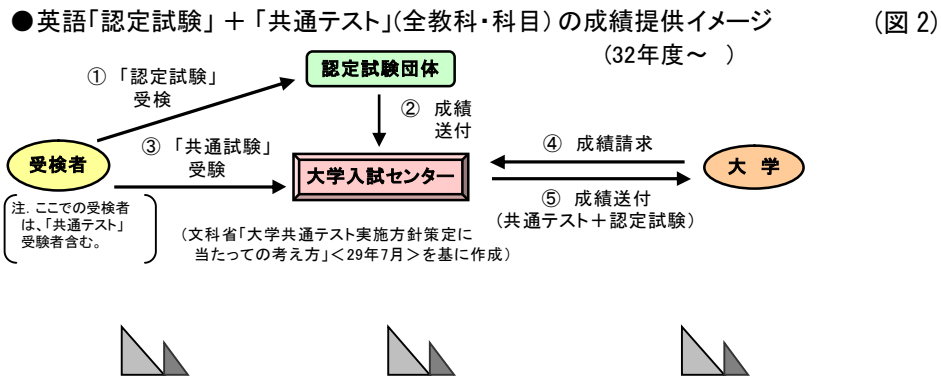 ●英語「認定試験」＋「共通テスト」(全教科・科目)の成績提供イメージ
(図 2)
(32年度～ )
① 「認定試験」
受検
認定試験団体
② 成績
送付
③ 「共通試験」
受験
④ 成績請求
受検者
大学入試センター
大 学
⑤ 成績送付
(共通テスト＋認定試験)
注. ここでの受検者
は、「共通テスト」
受験者含む。
(文科省「大学共通テスト実施方針策定に
当たっての考え方」＜29年7月＞を基に作成)